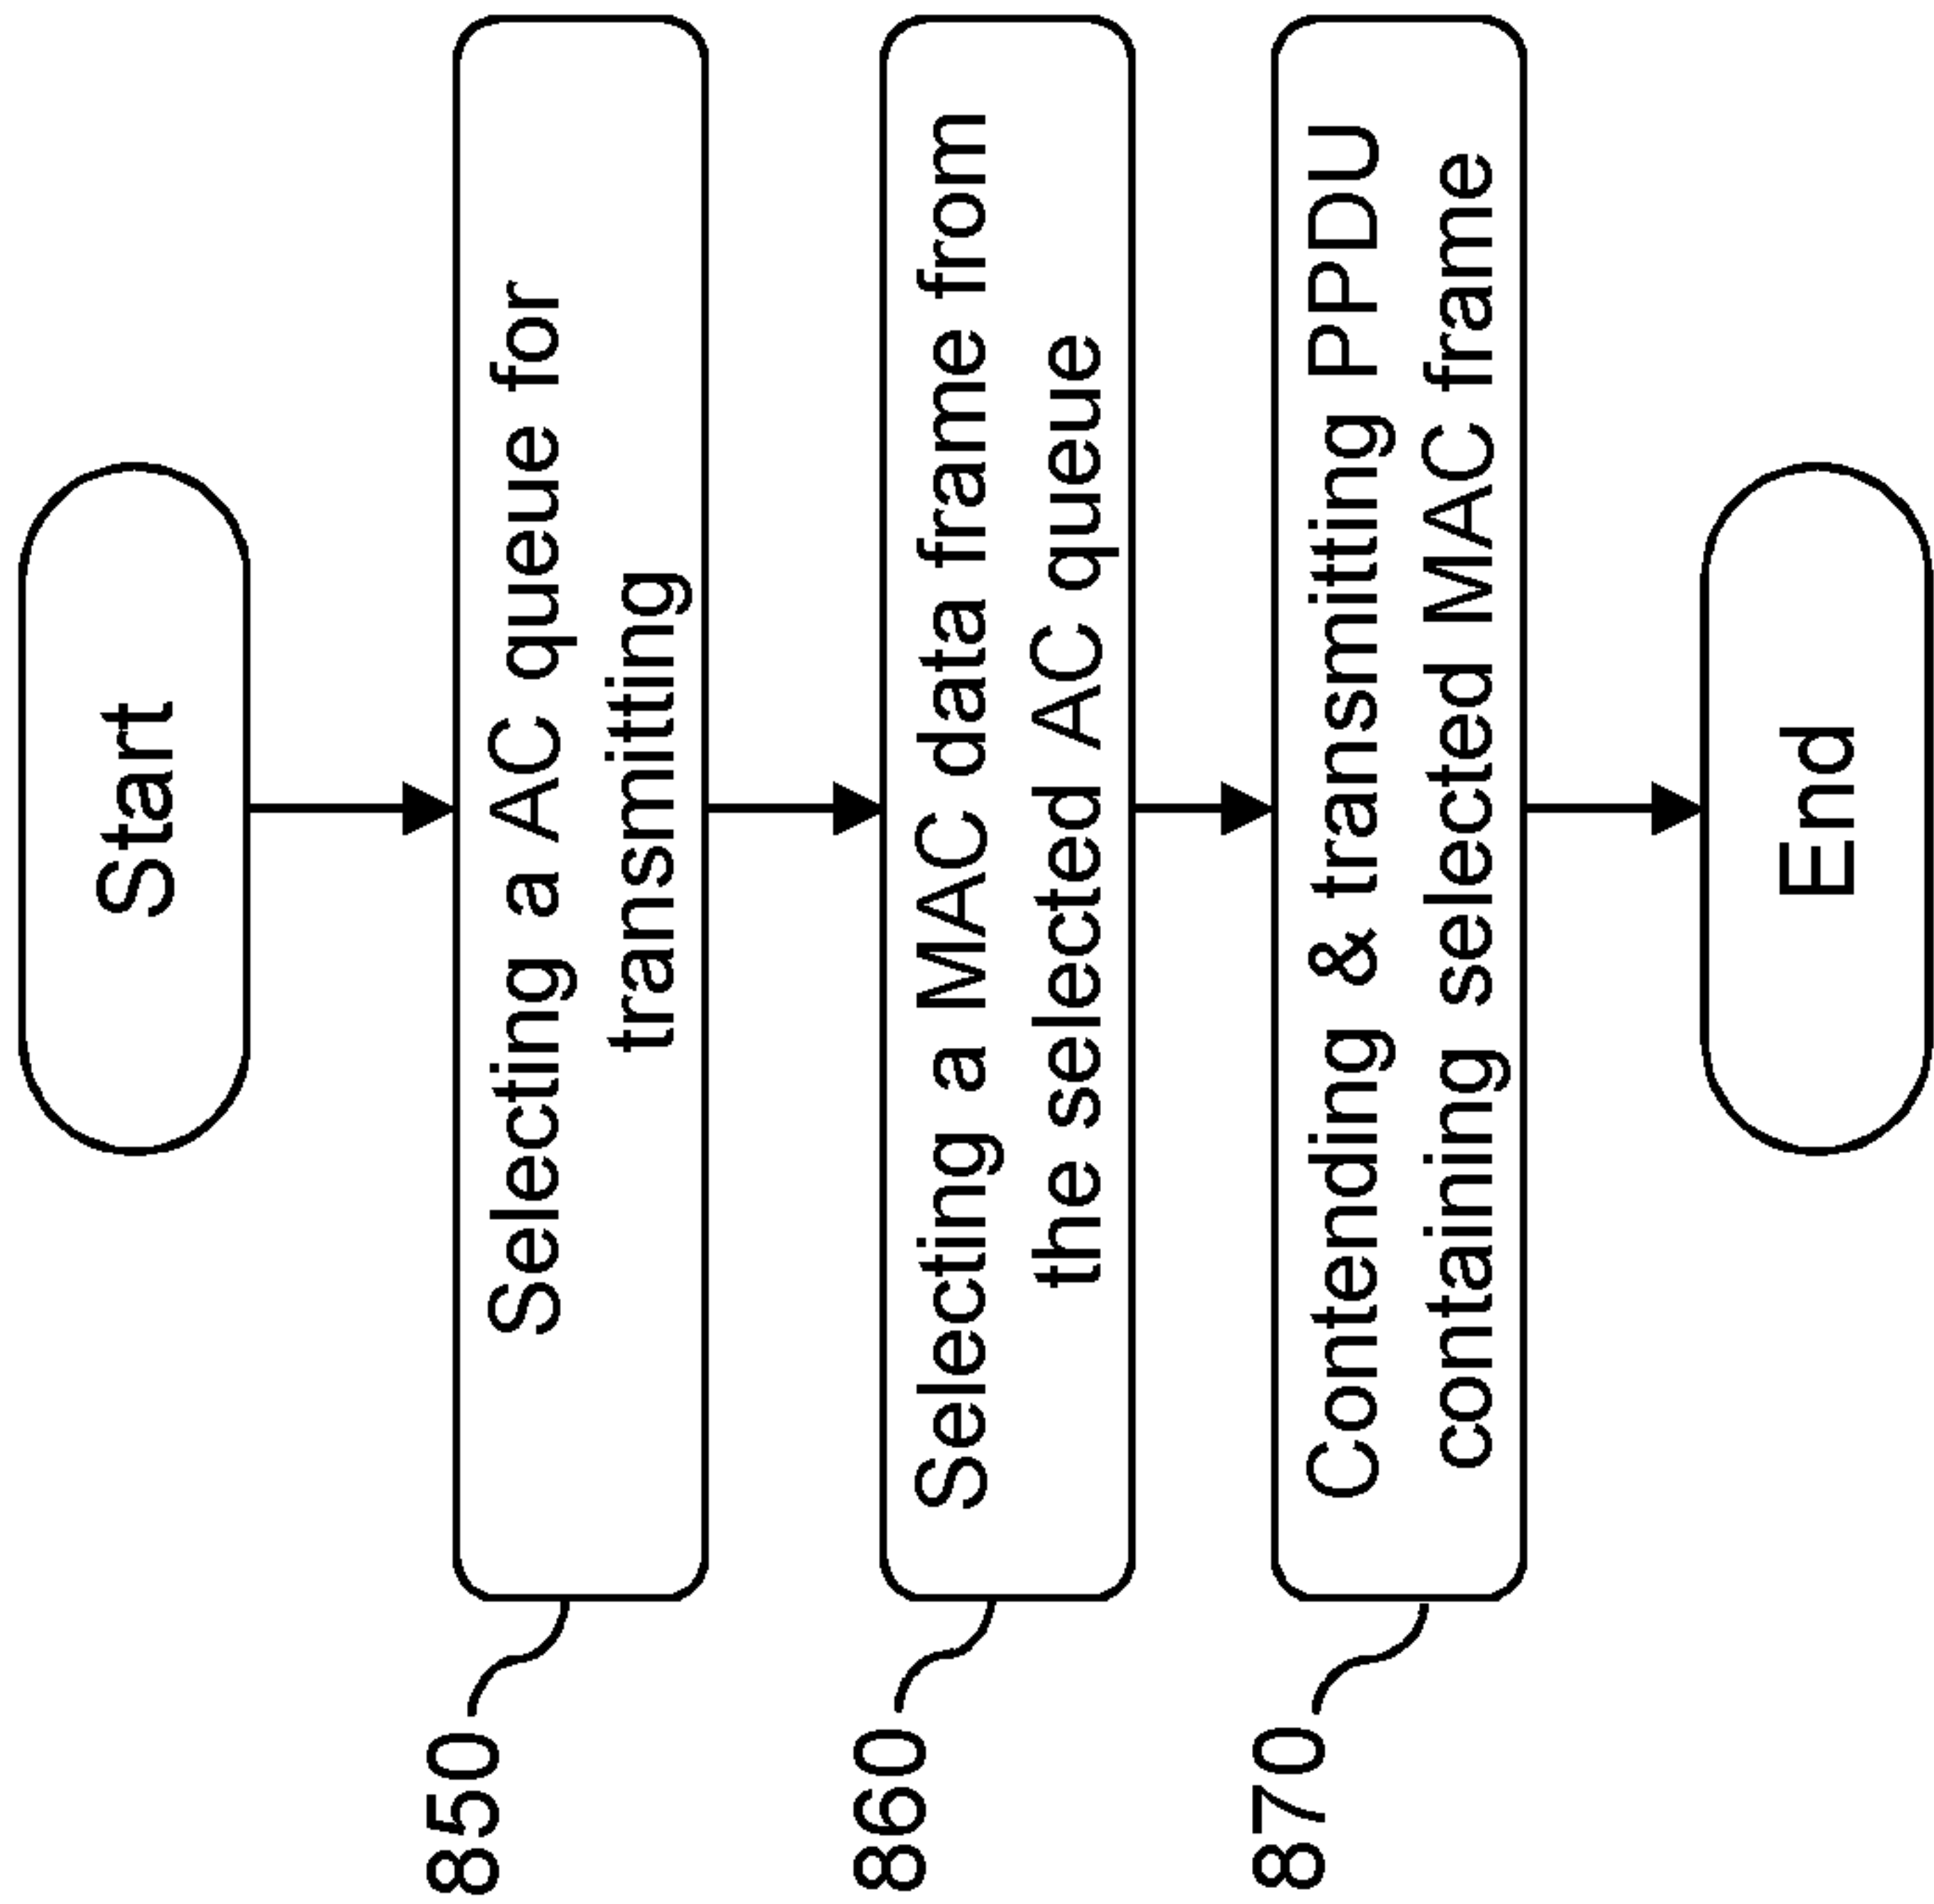 Start
850
Selecting a AC queue for
transmitting
860
Selecting a MAC data frame from
the selected AC queue
870
Contending & transmitting PPDU
containing selected MAC frame
End